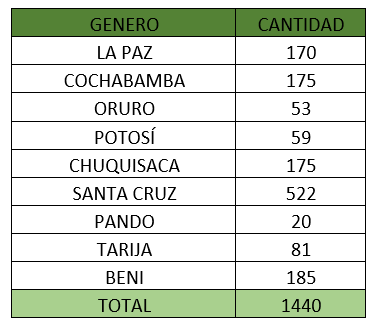 GENERO CANTIDAD
LA PAZ 170
COCHABAMBA 175
ORURO 53
POTOSÍ 59
CHUQUISACA 175
SANTA CRUZ 522
PANDO 20
TARIJA 81
BENI 185
TOTAL 1440